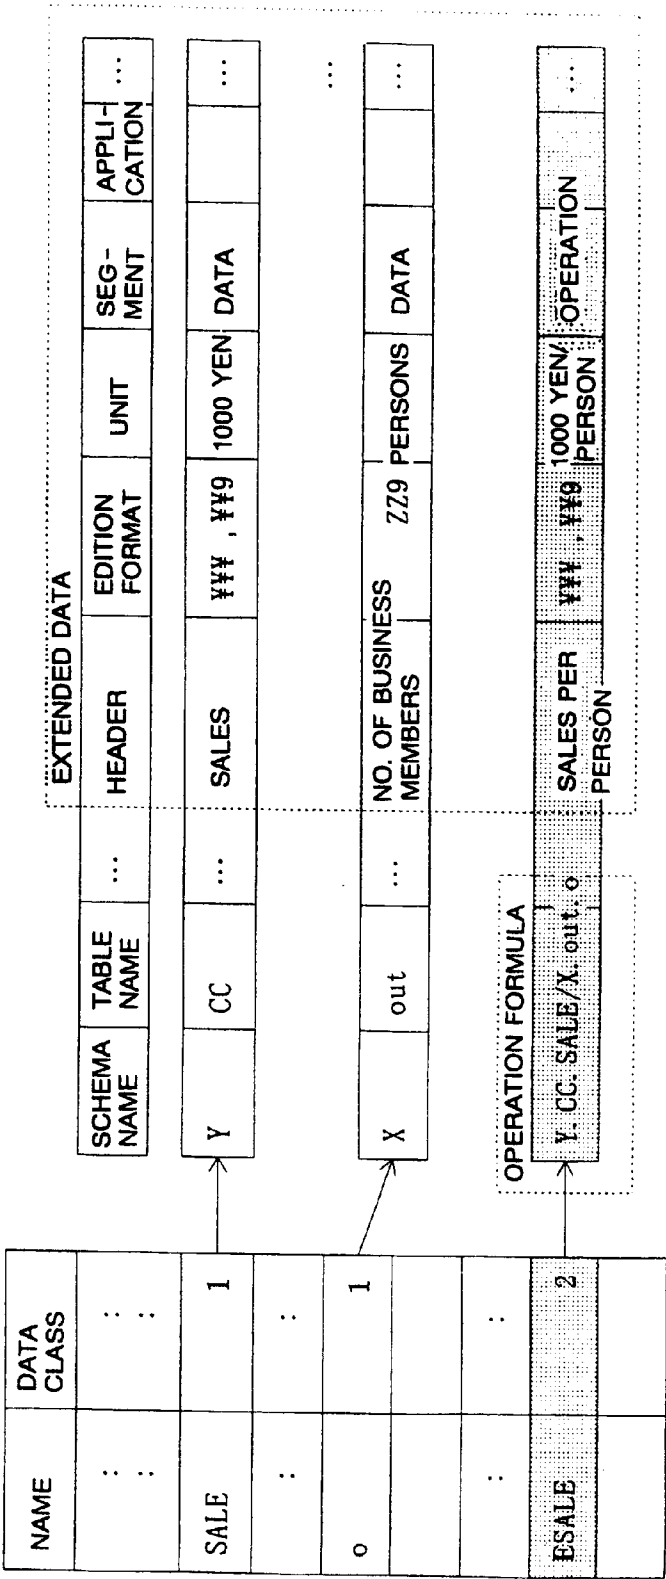 EXTENDED DATA
NAME DATA CLASS
SCHEMA NAME TABLE NAME ... HEADER EDITION FORMAT UNIT SEG- MENT APPLI- CATION ...
: : : :
SALE 1 Y CC ... SALES ¥¥¥ , ¥¥9 1000 YEN DATA ...
: : ...
o 1 X out ... NO. OF BUSINESS MEMBERS ZZ9 PERSONS DATA ...
: :
OPERATION FORMULA
ESALE 2 Y. CC. SALE/X. out. o SALES PER PERSON ¥¥¥ , ¥¥9 1000 YEN/ PERSON OPERATION ...